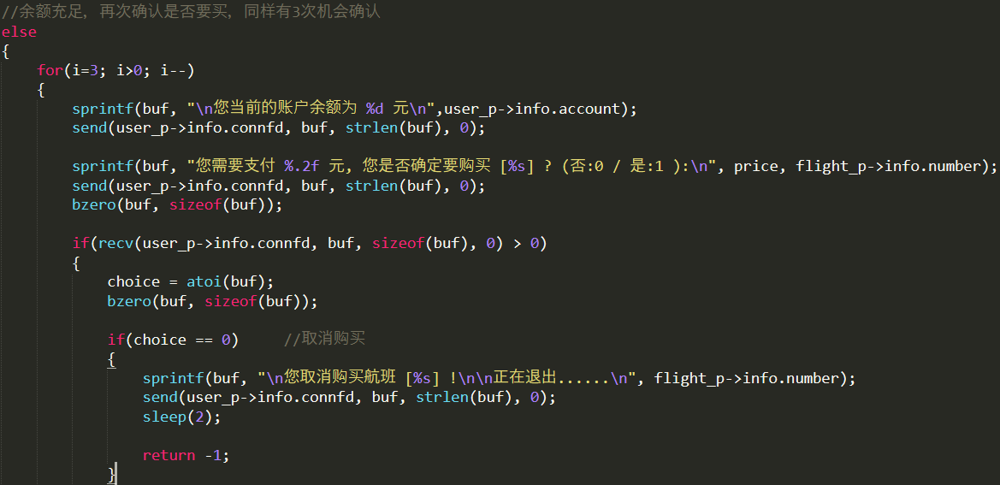 //余额充足, 再次确认是否要买, 同样有3次机会确认
else
{
    for(i=3; i>0; i--)
    {
        sprintf(buf, "\n您当前的账户余额为 %d 元\n",user_p->info.account);
        send(user_p->info.connfd, buf, strlen(buf), 0);

        sprintf(buf, "您需要支付 %.2f 元, 您是否确定要购买 [%s] ? (否:0 / 是:1 ):\n", price, flight_p->info.number);
        send(user_p->info.connfd, buf, strlen(buf), 0);
        bzero(buf, sizeof(buf));

        if(recv(user_p->info.connfd, buf, sizeof(buf), 0) > 0)
        {
            choice = atoi(buf);
            bzero(buf, sizeof(buf));

            if(choice == 0)     //取消购买
            {
                sprintf(buf, "\n您取消购买航班 [%s] !\n\n正在退出......\n", flight_p->info.number);
                send(user_p->info.connfd, buf, strlen(buf), 0);
                sleep(2);

                return -1;
            }